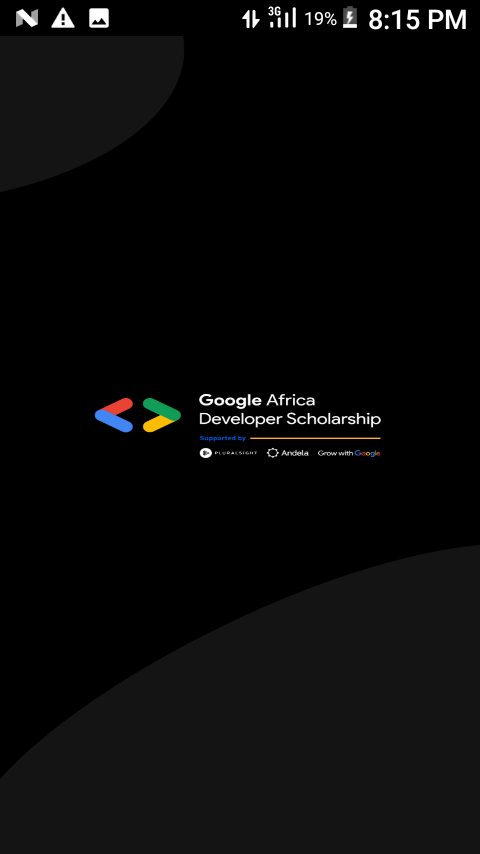 3G 19% 8:15 PM
Google Africa
Developer Scholarship
Supported by
PLURALSIGHT Andela Grow with Google